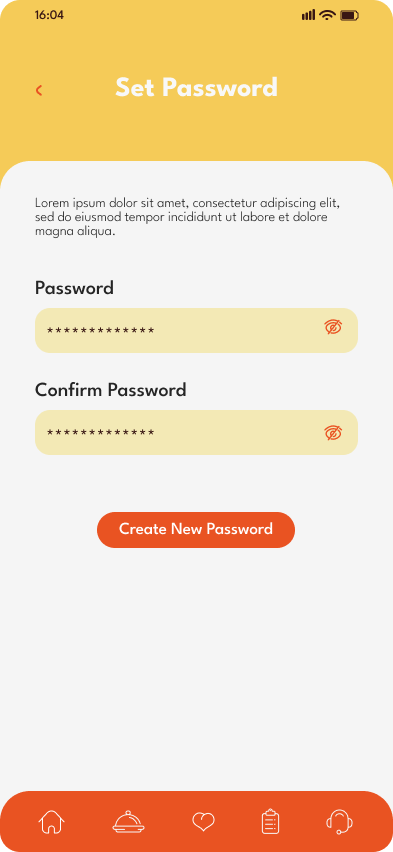 16:04
Set Password
Lorem ipsum dolor sit amet, consectetur adipiscing elit,
sed do eiusmod tempor incididunt ut labore et dolore
magna aliqua.
Password
*************
Confirm Password
*************
Create New Password